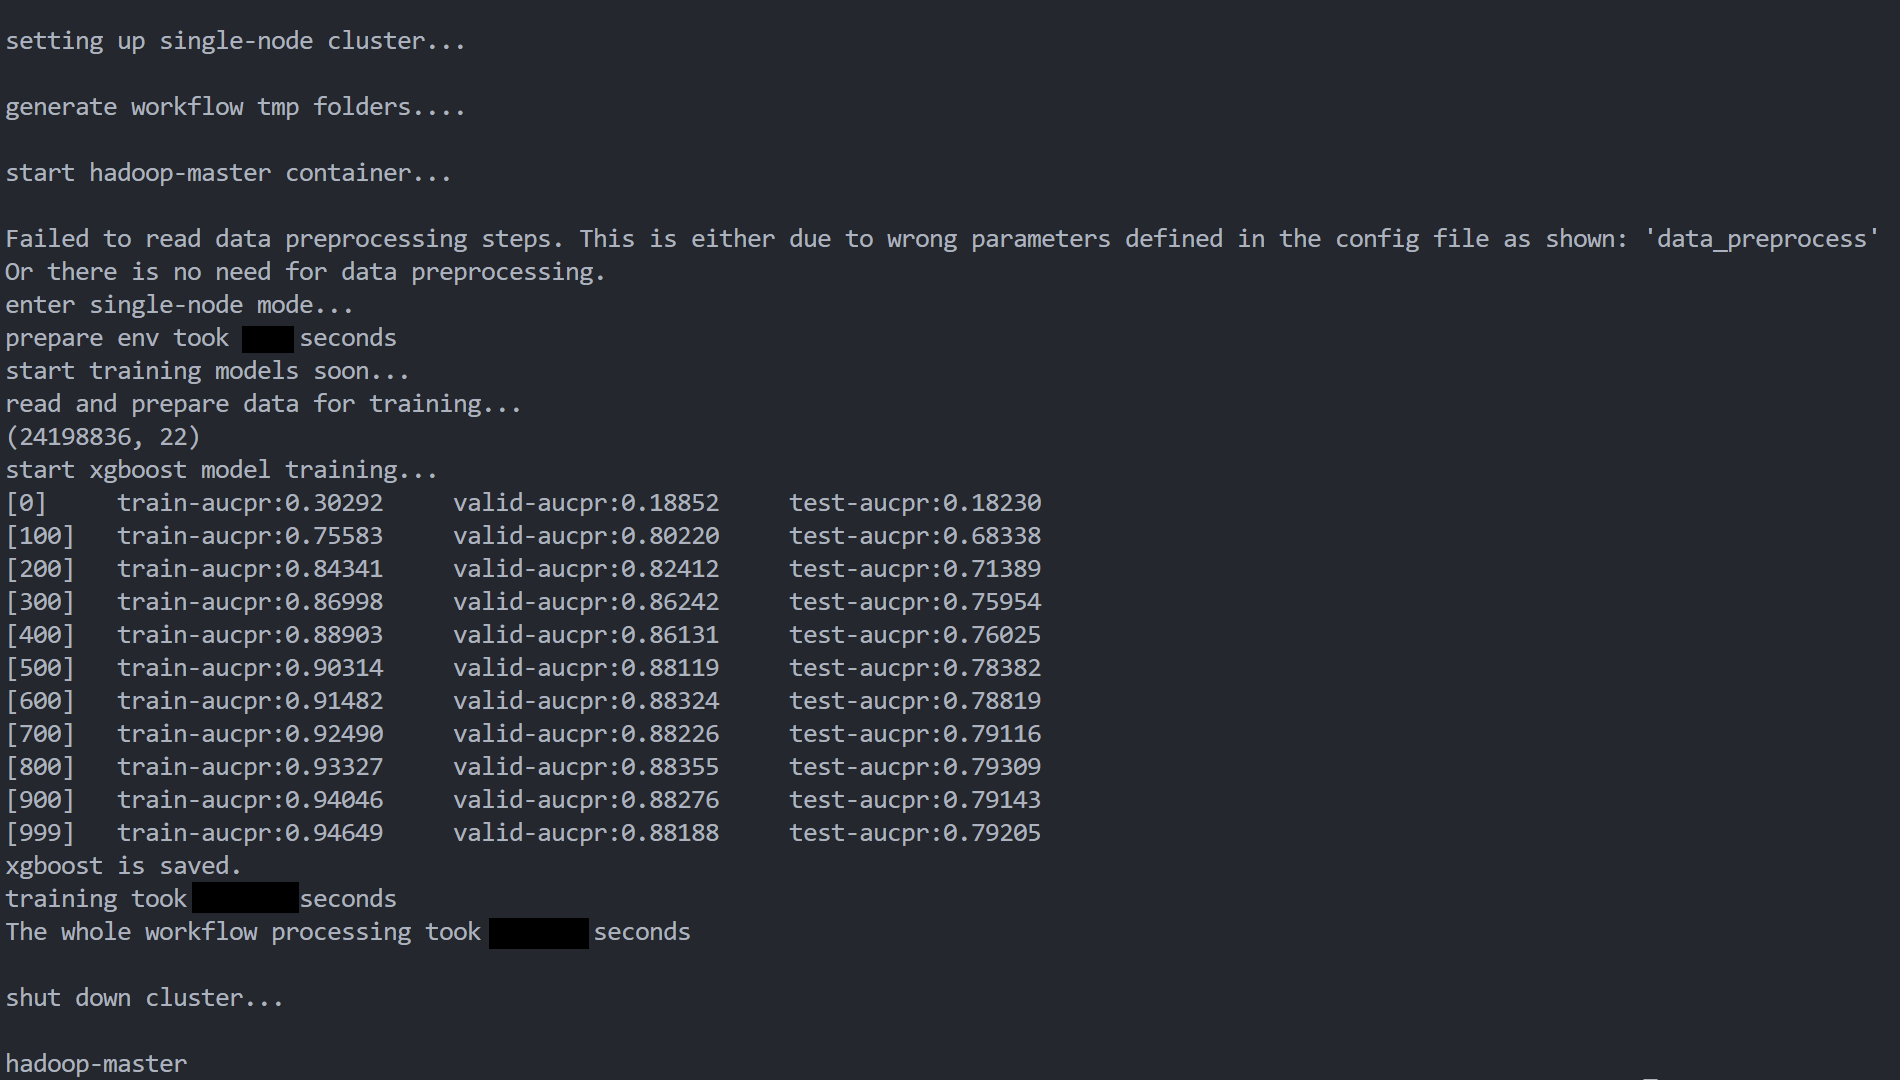 setting up single-node cluster...
generate workflow tmp folders....
start hadoop-master container...
Failed to read data preprocessing steps. This is either due to wrong parameters defined in the config file as shown: 'data_preprocess'
Or there is no need for data preprocessing.
enter single-node mode...
prepare env took seconds
start training models soon...
read and prepare data for training...
(24198836, 22)
start xgboost model training...
[0] train-aucpr:0.30292 valid-aucpr:0.18852 test-aucpr:0.18230
[100] train-aucpr:0.75583 valid-aucpr:0.80220 test-aucpr:0.68338
[200] train-aucpr:0.84341 valid-aucpr:0.82412 test-aucpr:0.71389
[300] train-aucpr:0.86998 valid-aucpr:0.86242 test-aucpr:0.75954
[400] train-aucpr:0.88903 valid-aucpr:0.86131 test-aucpr:0.76025
[500] train-aucpr:0.90314 valid-aucpr:0.88119 test-aucpr:0.78382
[600] train-aucpr:0.91482 valid-aucpr:0.88324 test-aucpr:0.78819
[700] train-aucpr:0.92490 valid-aucpr:0.88226 test-aucpr:0.79116
[800] train-aucpr:0.93327 valid-aucpr:0.88355 test-aucpr:0.79309
[900] train-aucpr:0.94046 valid-aucpr:0.88276 test-aucpr:0.79143
[999] train-aucpr:0.94649 valid-aucpr:0.88188 test-aucpr:0.79205
xgboost is saved.
training took seconds
The whole workflow processing took seconds
shut down cluster...
hadoop-master